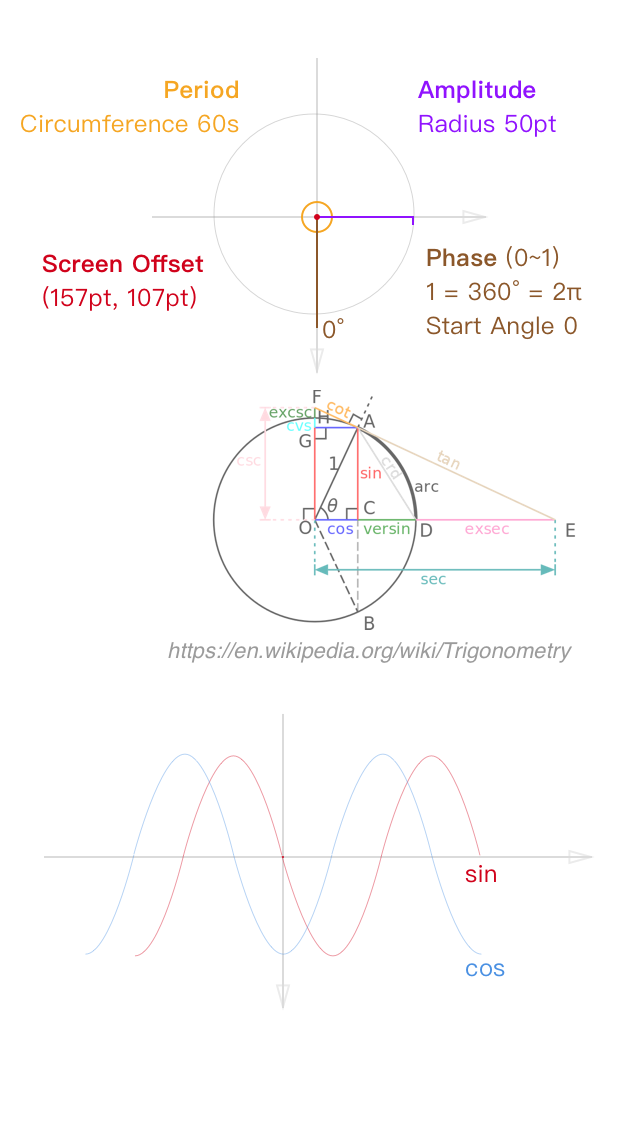 Period
Circumference 60s
Amplitude
Radius 50pt
Screen Offset
(157pt, 107pt)
Phase (0~1)
1 = 360° = 2π
Start Angle 0
0°
F
cot
excsc
H
A
cvs
G
csc
1
sin
crd
tan
arc
θ
C
O
cos
versin
D
exsec
E
sec
B
https://en.wikipedia.org/wiki/Trigonometry
sin
cos